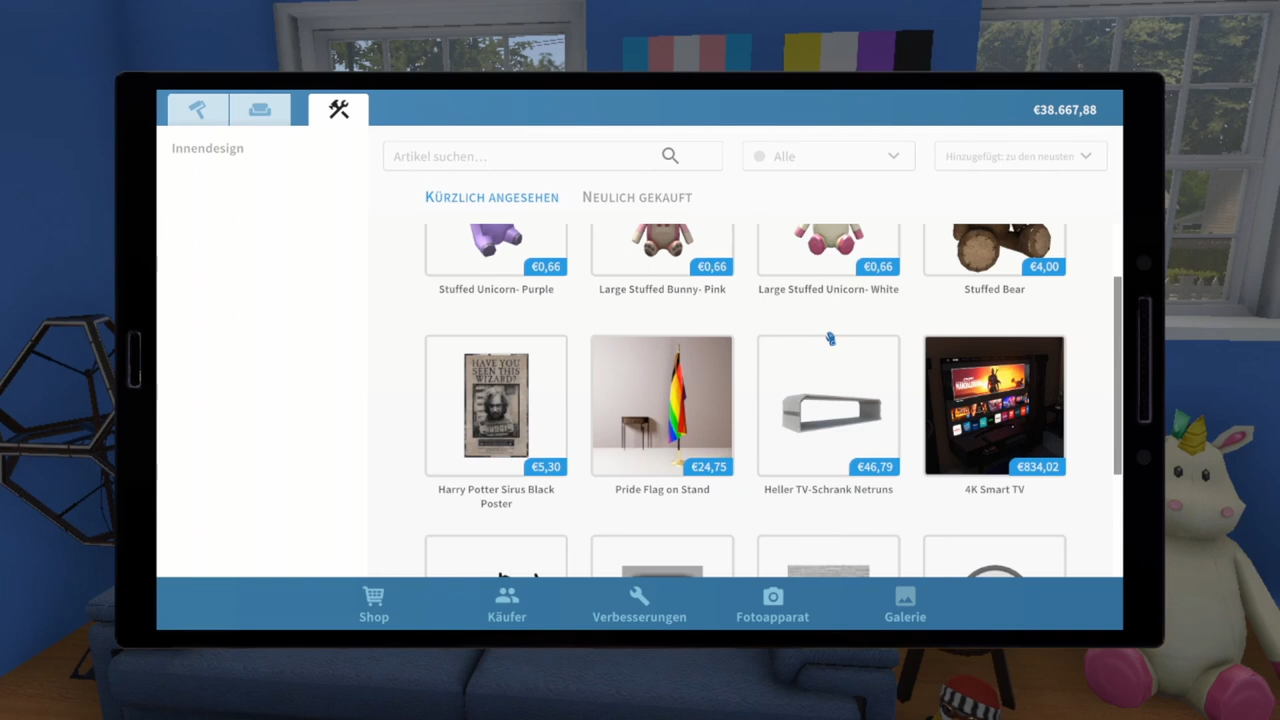 €38.667,88
Innendesign
Artikel suchen...
Alle
Hinzugefügt: zu den neusten
KÜRZLICH ANGESEHEN
NEULICH GEKAUFT
€0,66
€0,66
€0,66
€4,00
Stuffed Unicorn- Purple
Large Stuffed Bunny- Pink
Large Stuffed Unicorn- White
Stuffed Bear
HAVE YOU
SEEN THIS
WIZARD?
€5,30
€24,75
€46,79
€834,02
Harry Potter Sirus Black
Poster
Pride Flag on Stand
Heller TV-Schrank Netruns
4K Smart TV
Shop
Käufer
Verbesserungen
Fotoapparat
Galerie